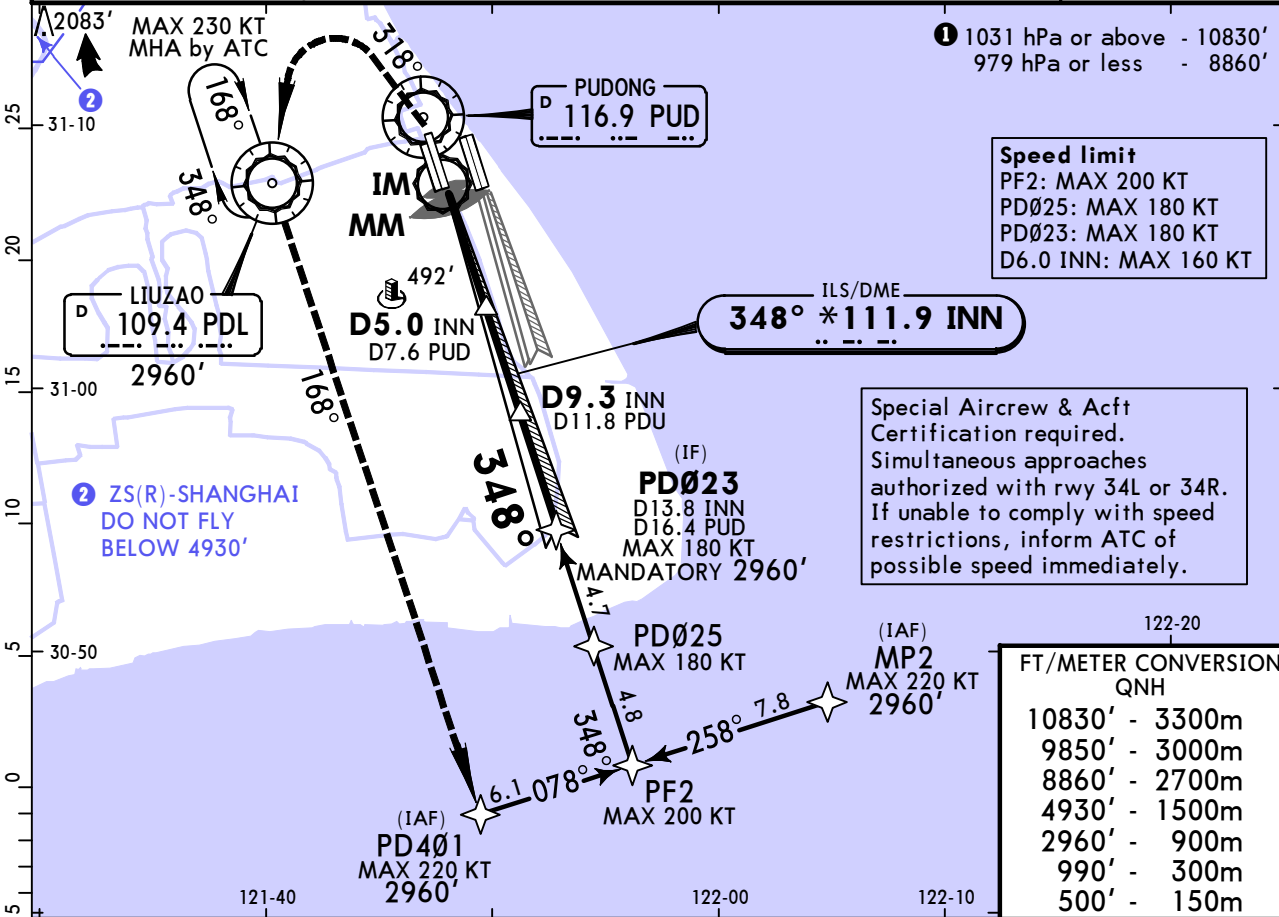 2083'
MAX 230 KT
MHA by ATC
2
318°
168°
348°
1 1031 hPa or above - 10830'
979 hPa or less - 8860'
PUDONG
D 116.9 PUD
Speed limit
PF2: MAX 200 KT
PDØ25: MAX 180 KT
PDØ23: MAX 180 KT
D6.0 INN: MAX 160 KT
25
31-10
IM
MM
20
492'
LIUZAO
D 109.4 PDL
2960'
D5.0 INN
D7.6 PUD
ILS/DME
348° *111.9 INN
15
31-00
168°
D9.3 INN
D11.8 PDU
348°
(IF)
PDØ23
D13.8 INN
D16.4 PUD
MAX 180 KT
MANDATORY 2960'
Special Aircrew & Acft
Certification required.
Simultaneous approaches
authorized with rwy 34L or 34R.
If unable to comply with speed
restrictions, inform ATC of
possible speed immediately.
10
2 ZS(R)-SHANGHAI
DO NOT FLY
BELOW 4930'
4.7
5
30-50
PDØ25
MAX 180 KT
4.8
348°
(IAF)
MP2
MAX 220 KT
2960'
7.8
258°
122-20
0
6.1
078°
PF2
MAX 200 KT
(IAF)
PD4Ø1
MAX 220 KT
2960'
5
121-40
122-00
122-10
FT/METER CONVERSION
QNH
10830' - 3300m
9850' - 3000m
8860' - 2700m
4930' - 1500m
2960' - 900m
990' - 300m
500' - 150m